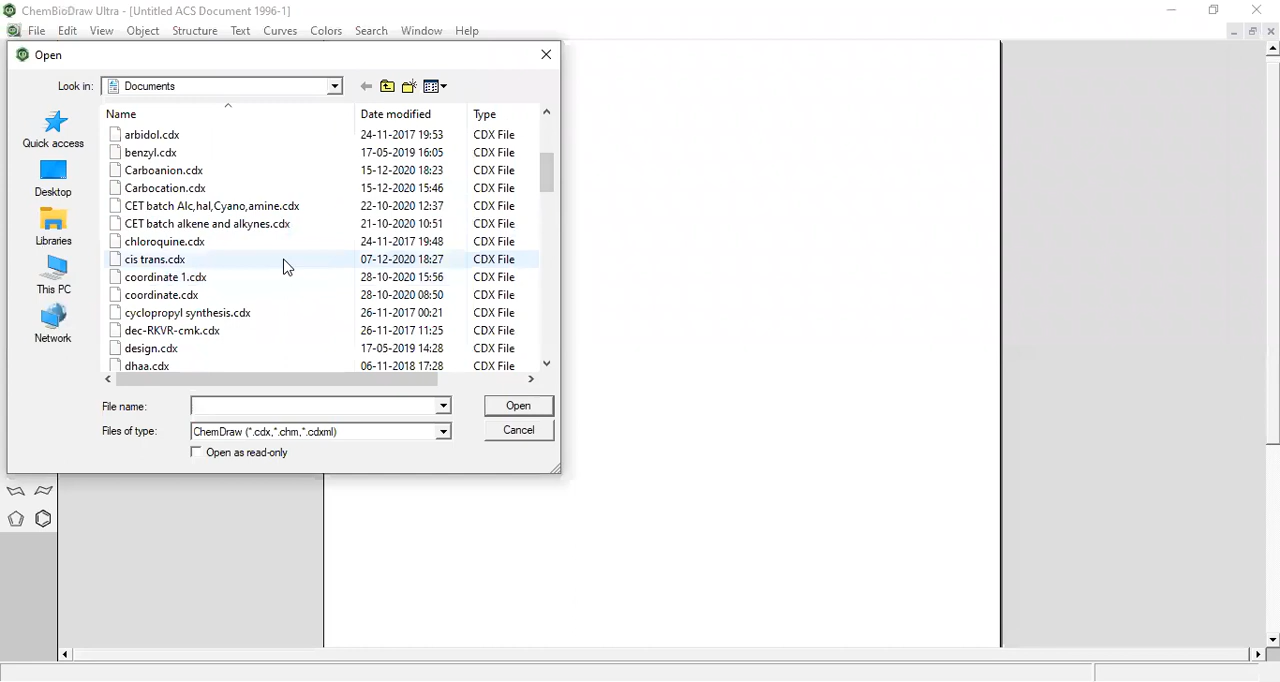 ChemBioDraw Ultra - [Untitled ACS Document 1996-1]
File Edit View Object Structure Text Curves Colors Search Window Help
Open
Look in: Documents
Name Date modified Type
arbidol.cdx 24-11-2017 19:53 CDX File
benzyl.cdx 17-05-2019 16:05 CDX File
Carboanion.cdx 15-12-2020 18:23 CDX File
Carbocation.cdx 15-12-2020 15:46 CDX File
CET batch Alc,hal,Cyano,amine.cdx 22-10-2020 12:37 CDX File
CET batch alkene and alkynes.cdx 21-10-2020 10:51 CDX File
chloroquine.cdx 24-11-2017 19:48 CDX File
cis trans.cdx 07-12-2020 18:27 CDX File
coordinate 1.cdx 28-10-2020 15:56 CDX File
coordinate.cdx 28-10-2020 08:50 CDX File
cyclopropyl synthesis.cdx 26-11-2017 00:21 CDX File
dec-RKVR-cmk.cdx 26-11-2017 11:25 CDX File
design.cdx 17-05-2019 14:28 CDX File
dhaa.cdx 06-11-2018 17:28 CDX File
Quick access
Desktop
Libraries
This PC
Network
File name: Open
Files of type: ChemDraw (*.cdx,*.chm,*.cdxml) Cancel
Open as read-only